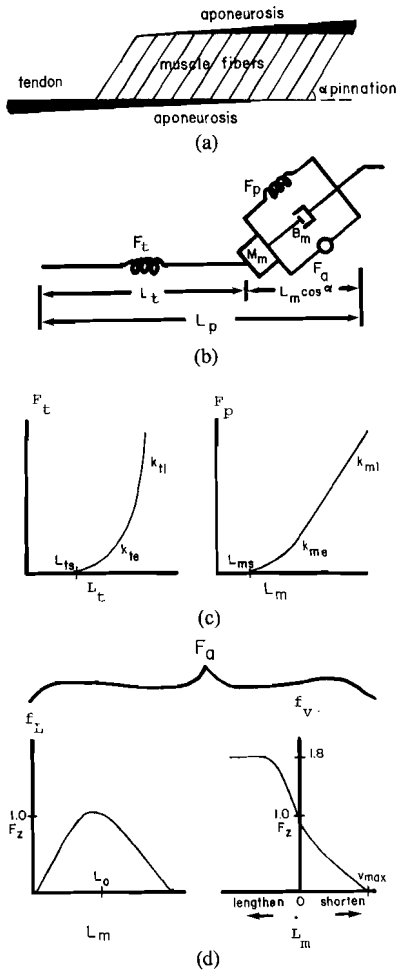 aponeurosis
muscle fibers
tendon
α pinnation
aponeurosis
(a)
F_p
B_m
F_t
M_m
F_a
L_t
L_m cos α
L_p
(b)
F_t
F_p
k_tl
k_ml
L_ts
k_te
L_ms
k_me
L_t
L_m
(c)
F_a
f_L
f_v.
1.8
1.0
F_z
1.0
F_z
L_o
v_max
lengthen 0 shorten
L_m
L̇_m
(d)